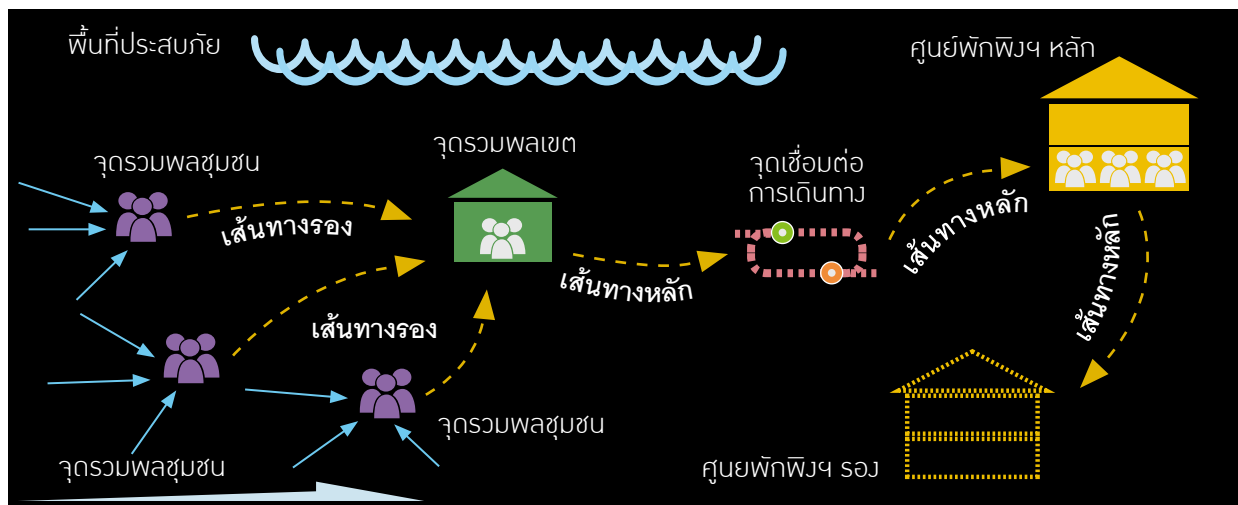 พื้นที่ประสบภัย
ศูนย์พักพิงฯ หลัก
จุดรวมพลเขต
จุดรวมพลชุมชน
จุดเชื่อมต่อ
การเดินทาง
เส้นทางรอง
เส้นทางหลัก
เส้นทางหลัก
เส้นทางหลัก
เส้นทางรอง
จุดรวมพลชุมชน
จุดรวมพลชุมชน
ศูนยพักพิงฯ รอง